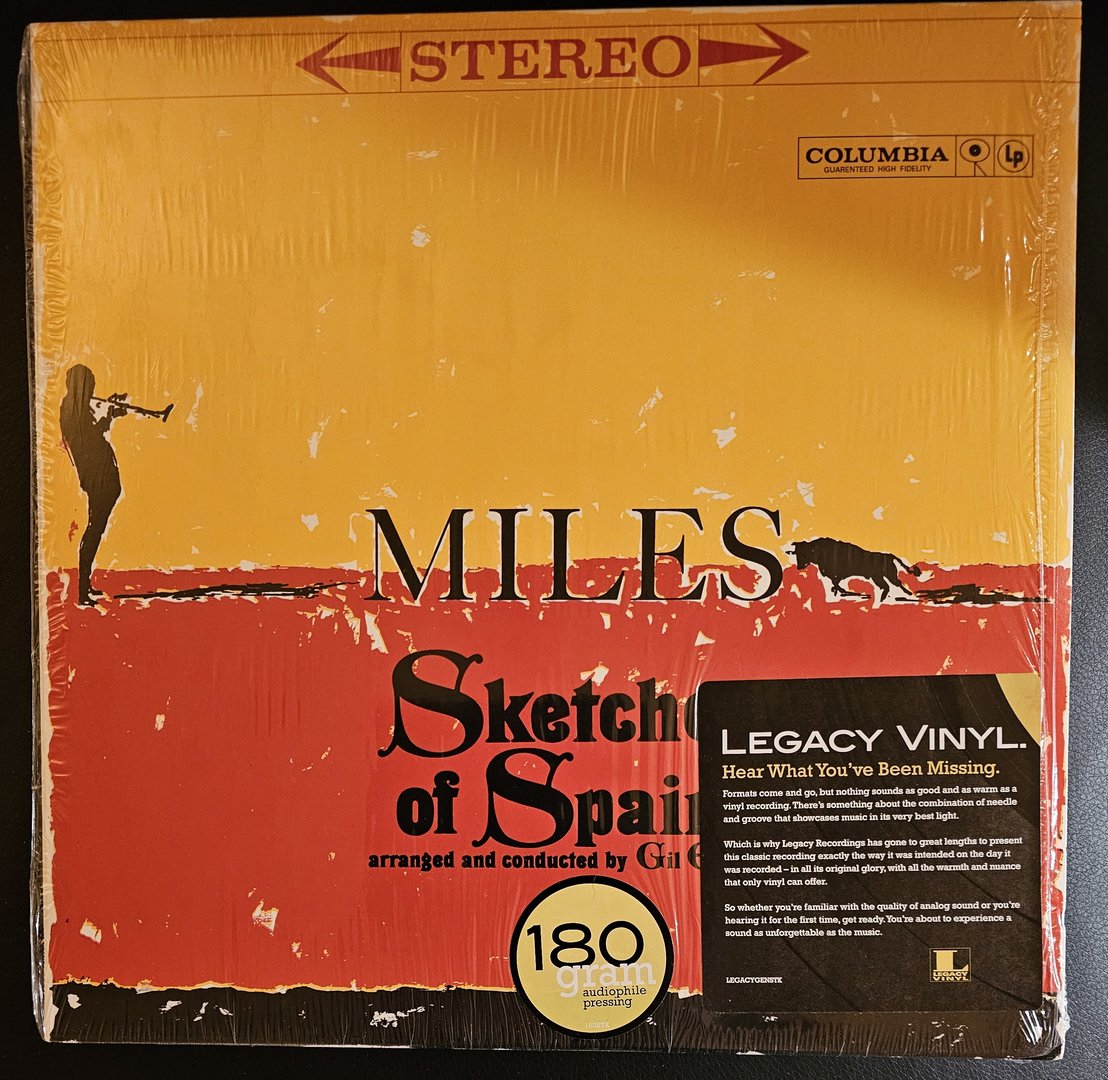 STEREO
COLUMBIA
GUARENTEED HIGH FIDELITY
Lp
MILES
Sketche
of Spain
arranged and conducted by Gil
LEGACY VINYL.
Hear What You've Been Missing.
Formats come and go, but nothing sounds as good and as warm as a
vinyl recording. There's something about the combination of needle
and groove that showcases music in its very best light.
Which is why Legacy Recordings has gone to great lengths to present
this classic recording exactly the way it was intended on the day it
was recorded – in all its original glory, with all the warmth and nuance
that only vinyl can offer.
So whether you're familiar with the quality of analog sound or you're
hearing it for the first time, get ready. You're about to experience a
sound as unforgettable as the music.
LEGACYGENSTK
L
LEGACY
VINYL
180
gram
audiophile
pressing
180STK